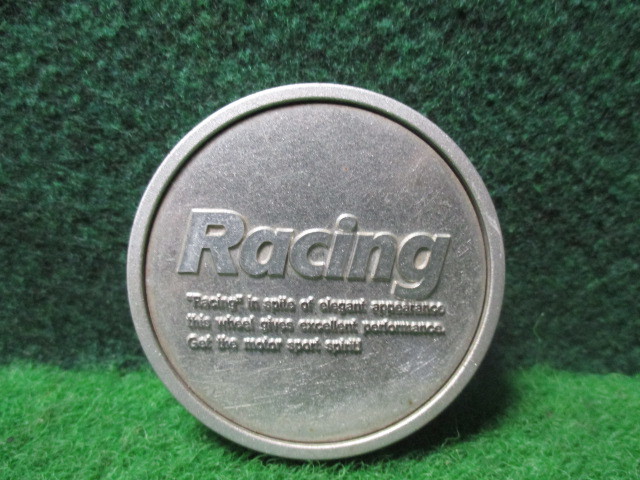 Racing
"Racing" in spite of elegant appearance
this wheel gives excellent performance.
Get the motor sport spirit!